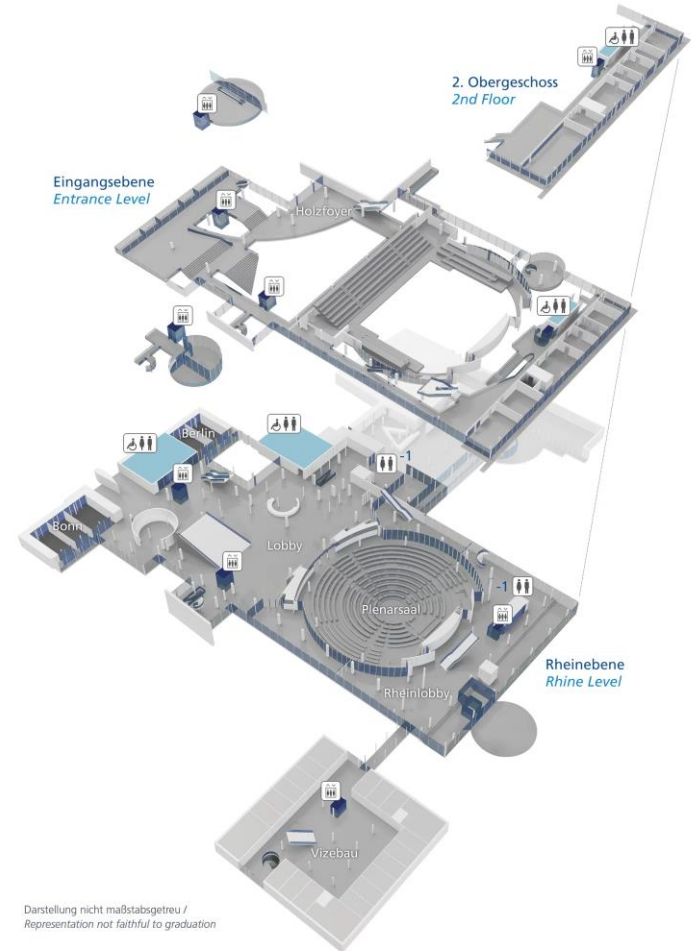 2. Obergeschoss
2nd Floor
Eingangsebene
Entrance Level
Holzfoyer
Berlin
-1
Bonn
Lobby
Plenarsaal
-1
Rheinebene
Rhine Level
Rheinlobby
Vizebau
Darstellung nicht maßstabsgetreu /
Representation not faithful to graduation